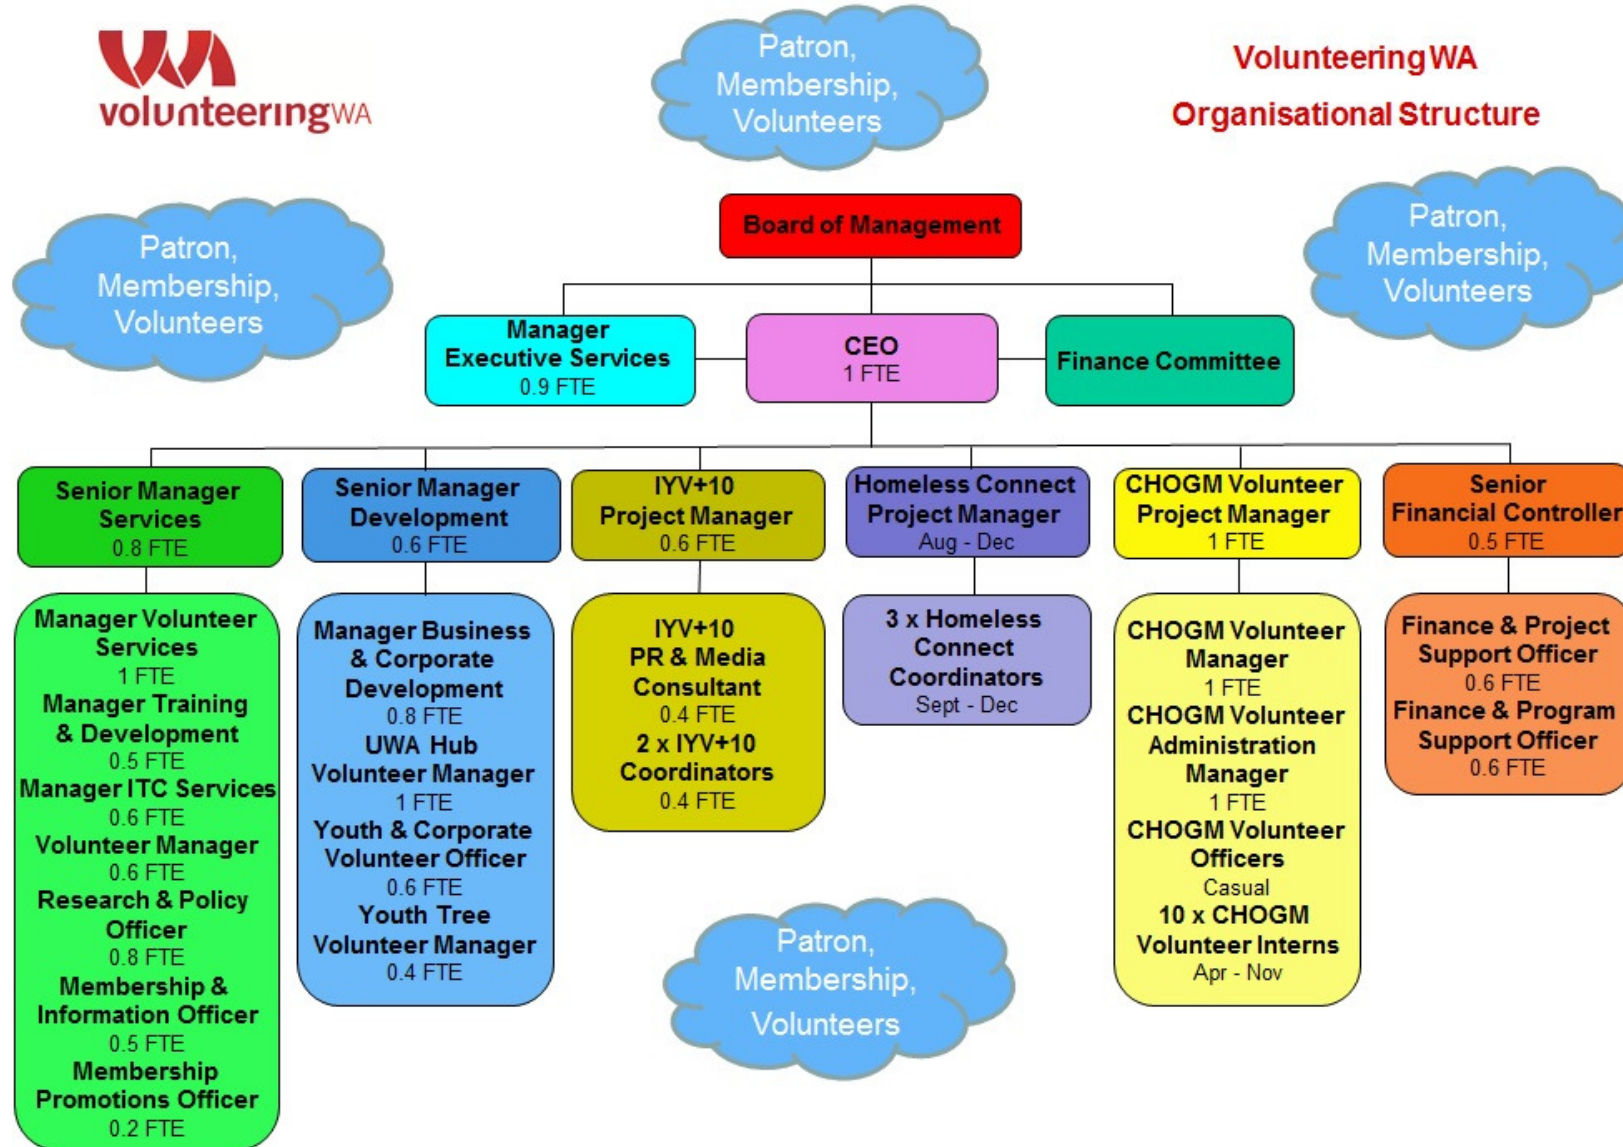 volunteeringWA
Patron,
Membership,
Volunteers
Volunteering WA
Organisational Structure
Patron,
Membership,
Volunteers
Patron,
Membership,
Volunteers
Board of Management
Manager
Executive Services
0.9 FTE
CEO
1 FTE
Finance Committee
Senior Manager
Services
0.8 FTE
Senior Manager
Development
0.6 FTE
IYV+10
Project Manager
0.6 FTE
Homeless Connect
Project Manager
Aug - Dec
CHOGM Volunteer
Project Manager
1 FTE
Senior
Financial Controller
0.5 FTE
Manager Volunteer
Services
1 FTE
Manager Training
& Development
0.5 FTE
Manager ITC Services
0.6 FTE
Volunteer Manager
0.6 FTE
Research & Policy
Officer
0.8 FTE
Membership &
Information Officer
0.5 FTE
Membership
Promotions Officer
0.2 FTE
Manager Business
& Corporate
Development
0.8 FTE
UWA Hub
Volunteer Manager
1 FTE
Youth & Corporate
Volunteer Officer
0.6 FTE
Youth Tree
Volunteer Manager
0.4 FTE
IYV+10
PR & Media
Consultant
0.4 FTE
2 x IYV+10
Coordinators
0.4 FTE
3 x Homeless
Connect
Coordinators
Sept - Dec
CHOGM Volunteer
Manager
1 FTE
CHOGM Volunteer
Administration
Manager
1 FTE
CHOGM Volunteer
Officers
Casual
10 x CHOGM
Volunteer Interns
Apr - Nov
Finance & Project
Support Officer
0.6 FTE
Finance & Program
Support Officer
0.6 FTE
Patron,
Membership,
Volunteers